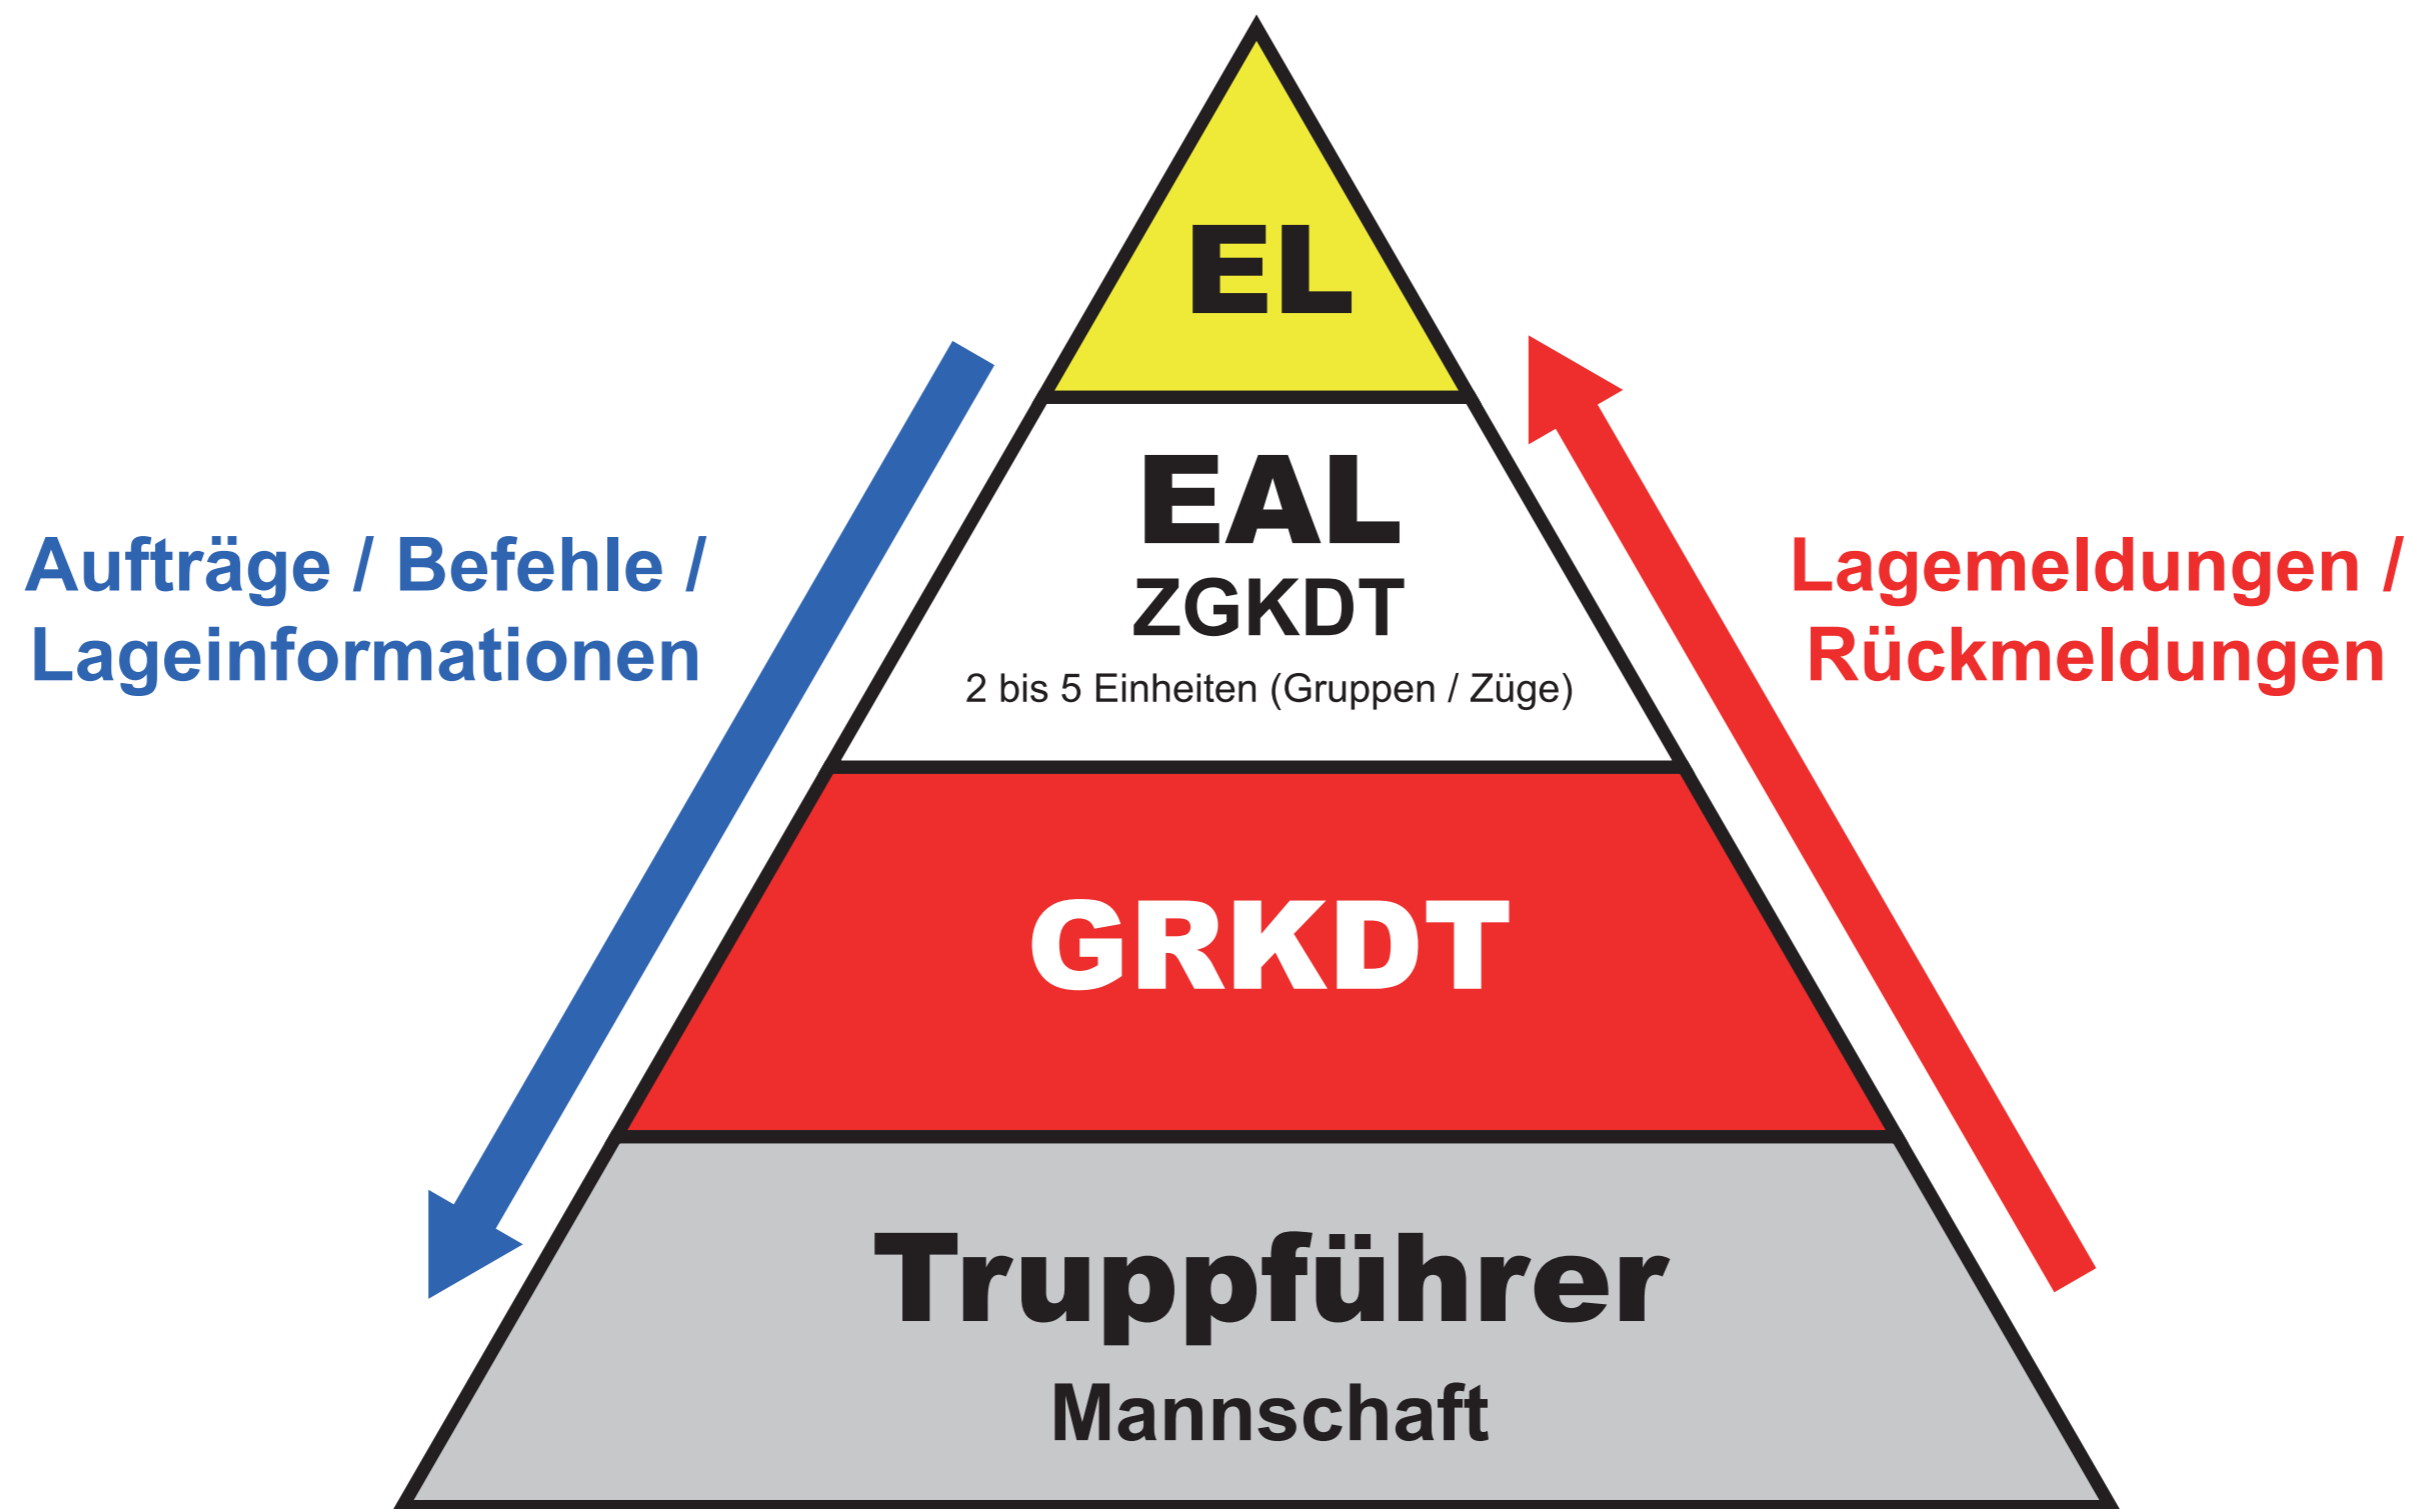 EL
EAL
ZGKDT
2 bis 5 Einheiten (Gruppen / Züge)
Aufträge / Befehle /
Lageinformationen
Lagemeldungen /
Rückmeldungen
GRKDT
Truppführer
Mannschaft